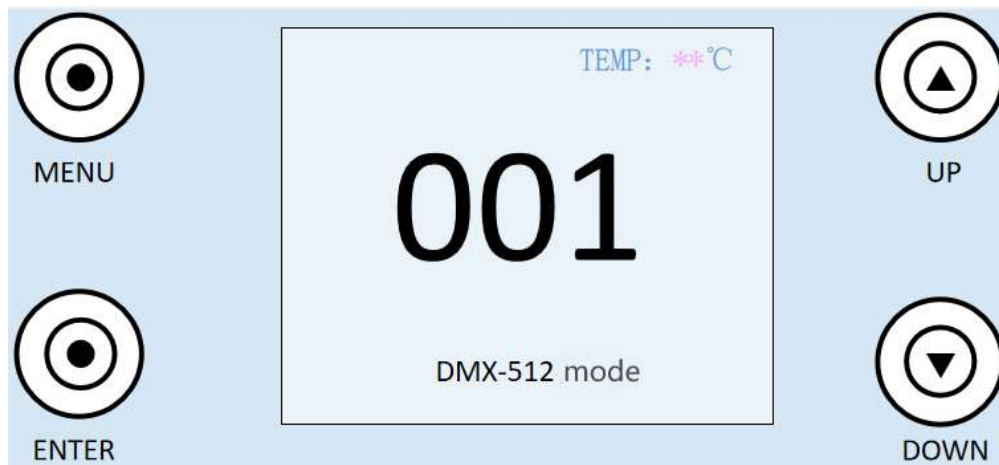 TEMP: **℃
MENU
UP
001
DMX-512 mode
ENTER
DOWN